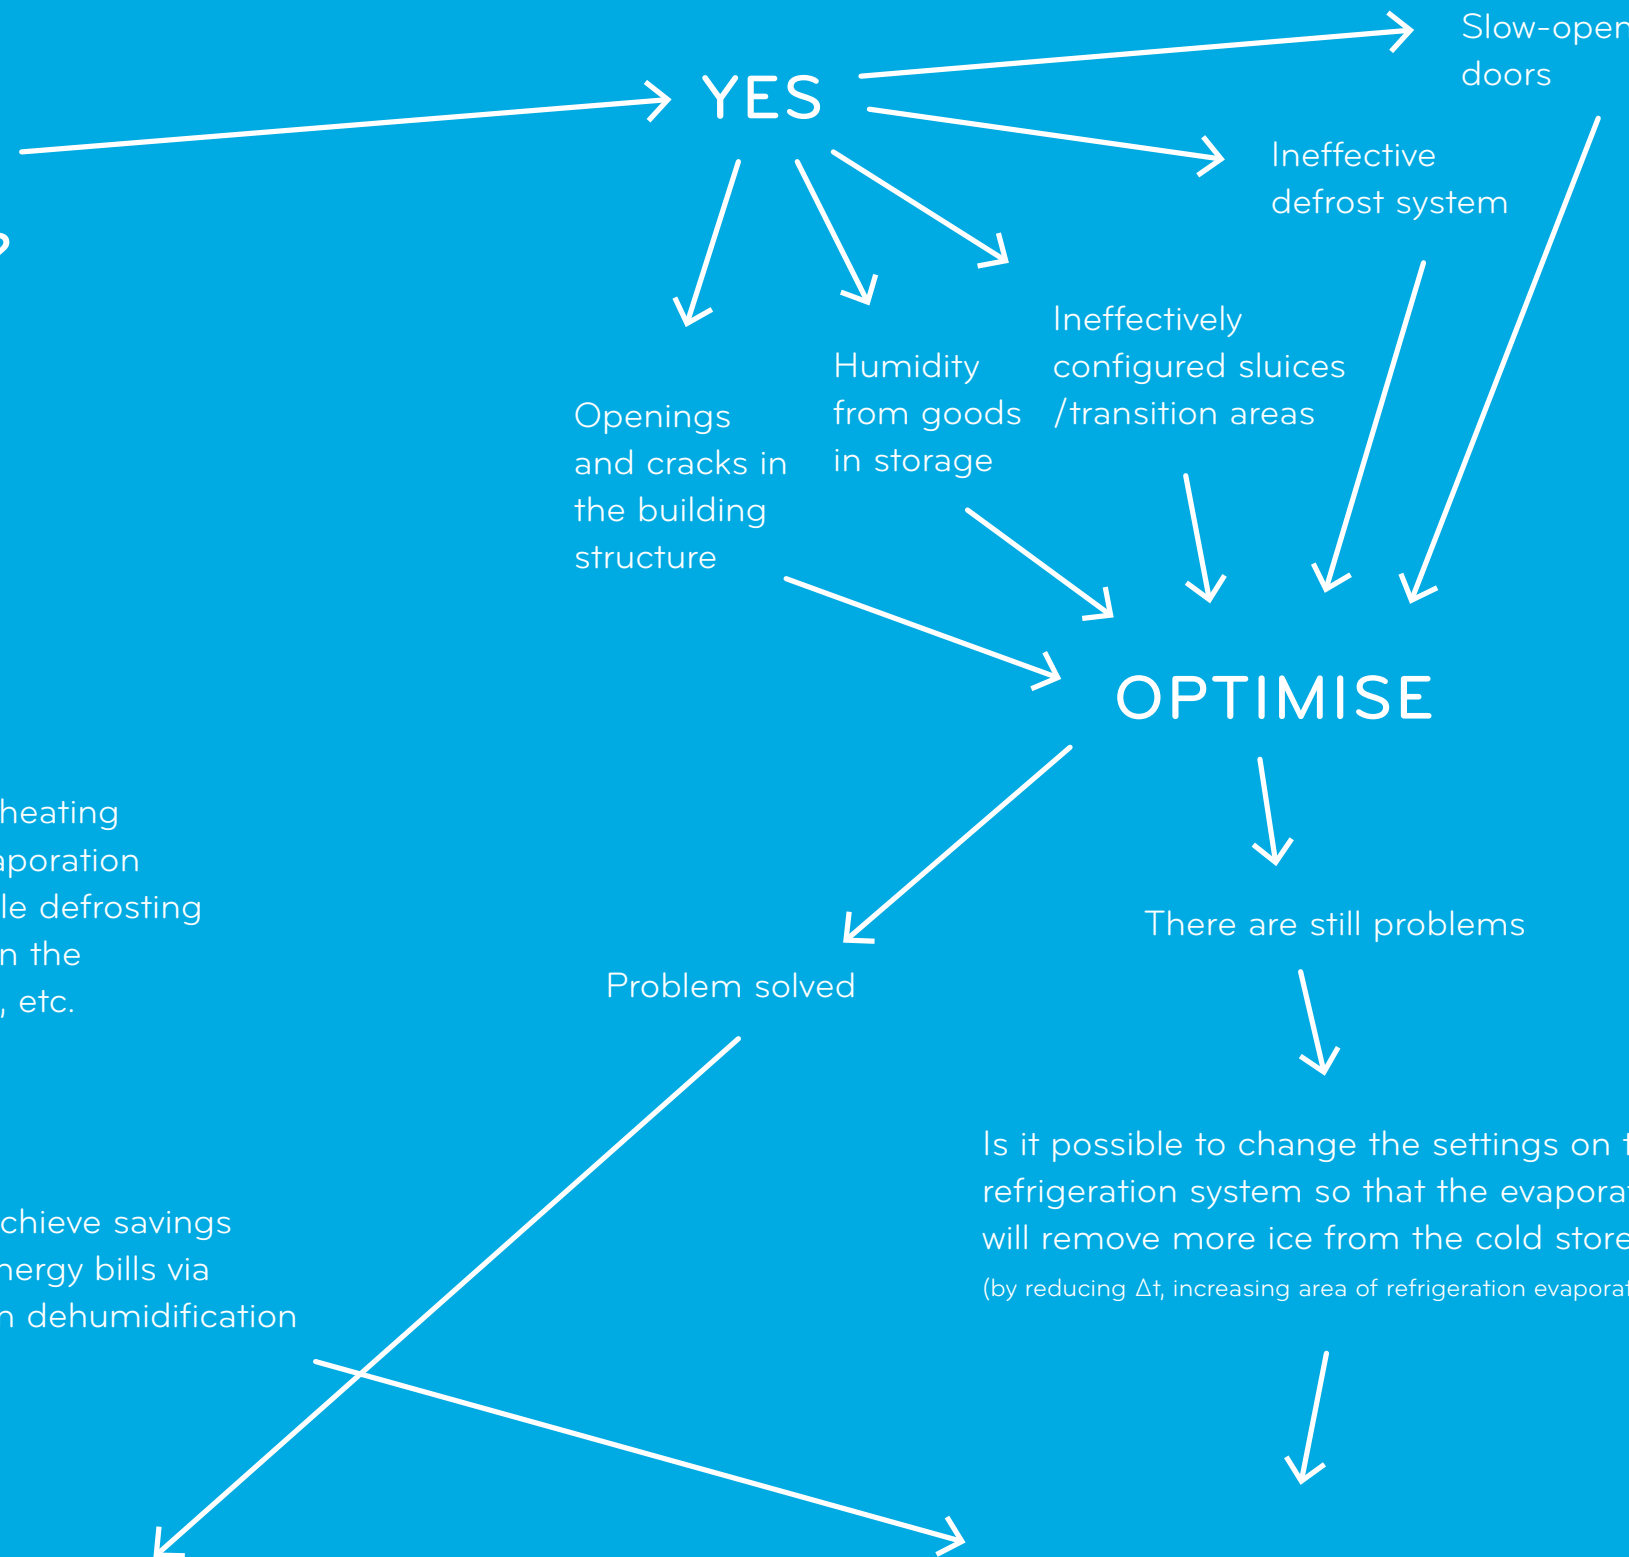 Slow-open
doors
YES
Ineffective
defrost system
?
Ineffectively
configured sluices
/transition areas
Humidity
from goods
in storage
Openings
and cracks in
the building
structure
OPTIMISE
heating
aporation
le defrosting
n the
, etc.
There are still problems
Problem solved
Is it possible to change the settings on t
refrigeration system so that the evaporat
will remove more ice from the cold store
(by reducing Δt, increasing area of refrigeration evaporat
chieve savings
nergy bills via
n dehumidification